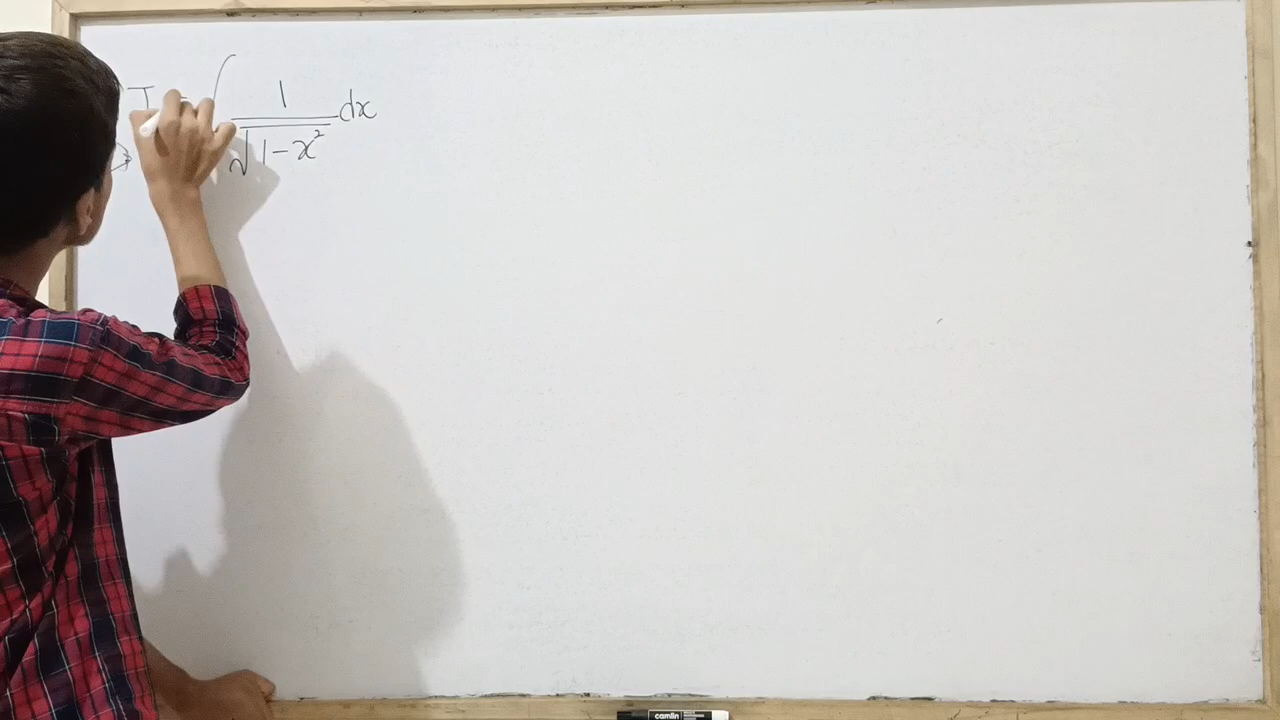 I = ∫ 1/√(1-x²) dx
camlin